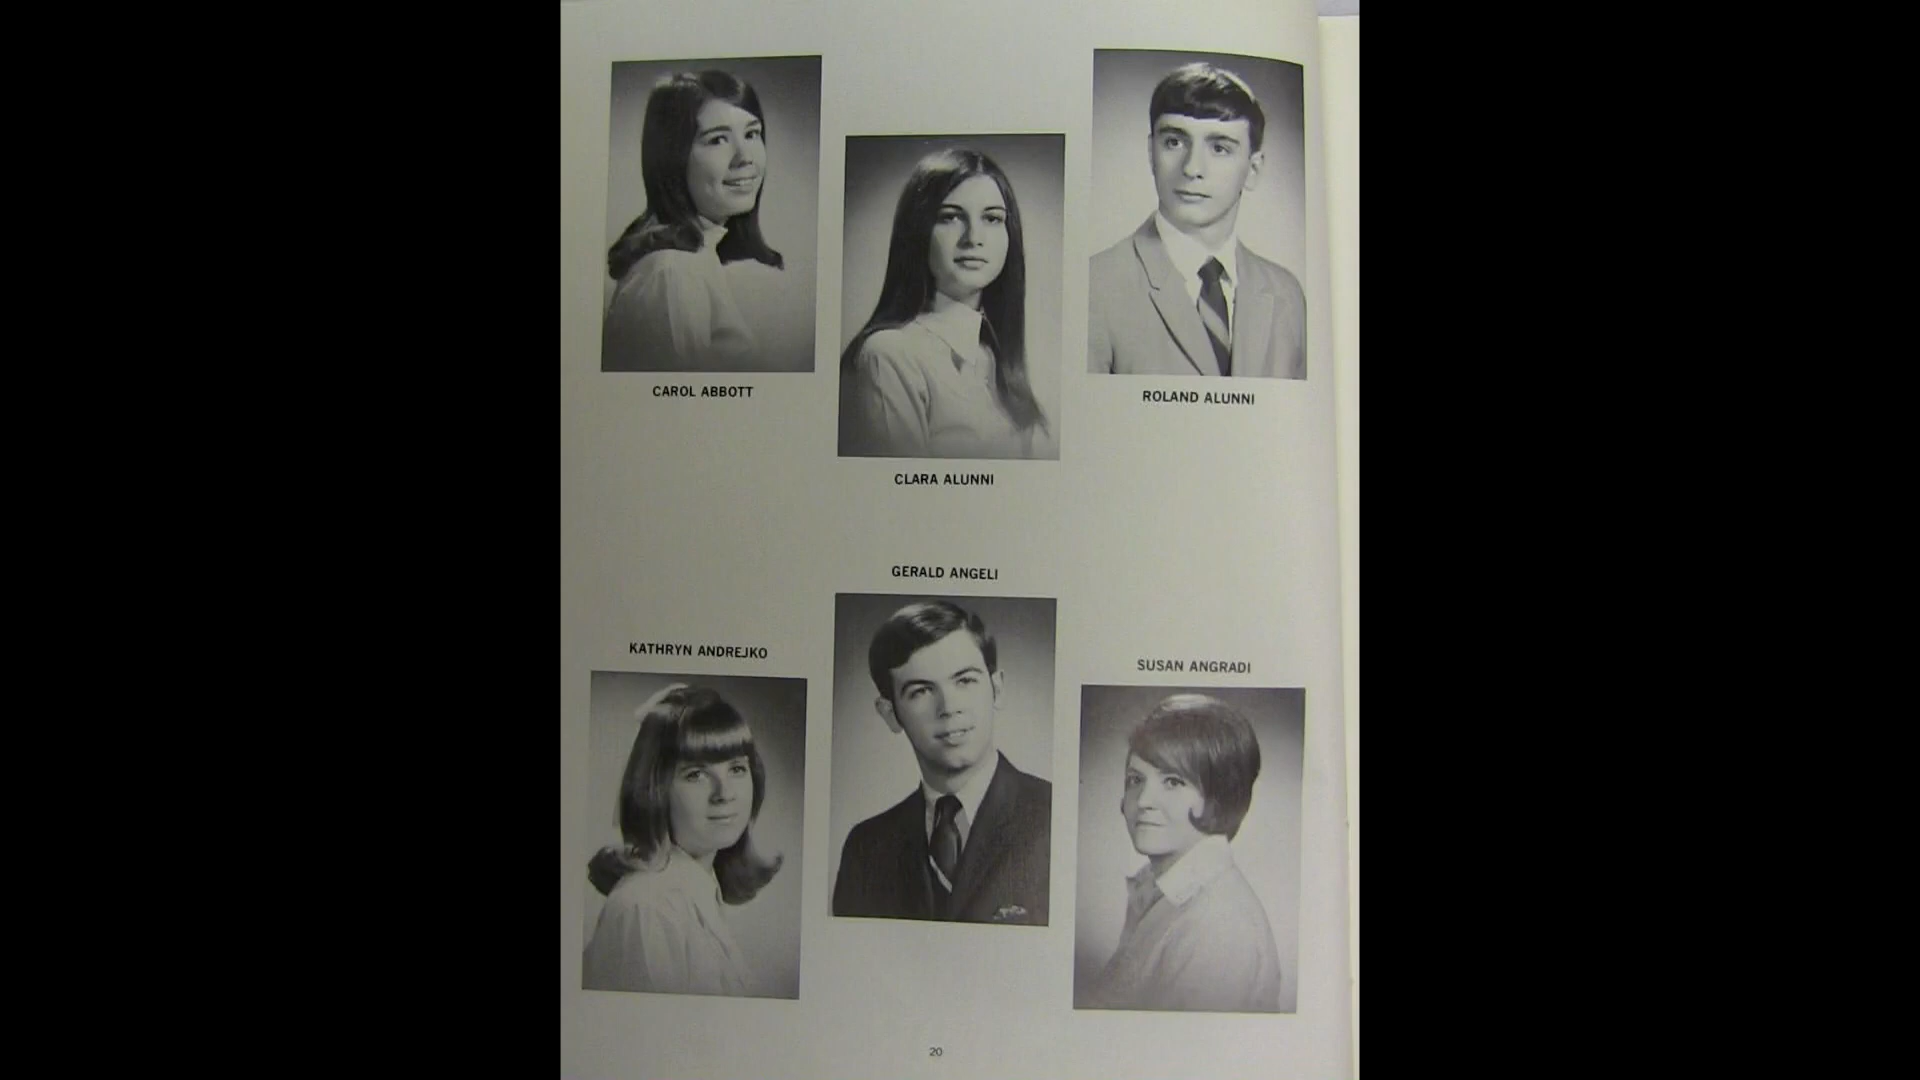 CAROL ABBOTT
CLARA ALUNNI
ROLAND ALUNNI
KATHRYN ANDREJKO
GERALD ANGELI
SUSAN ANGRADI
20